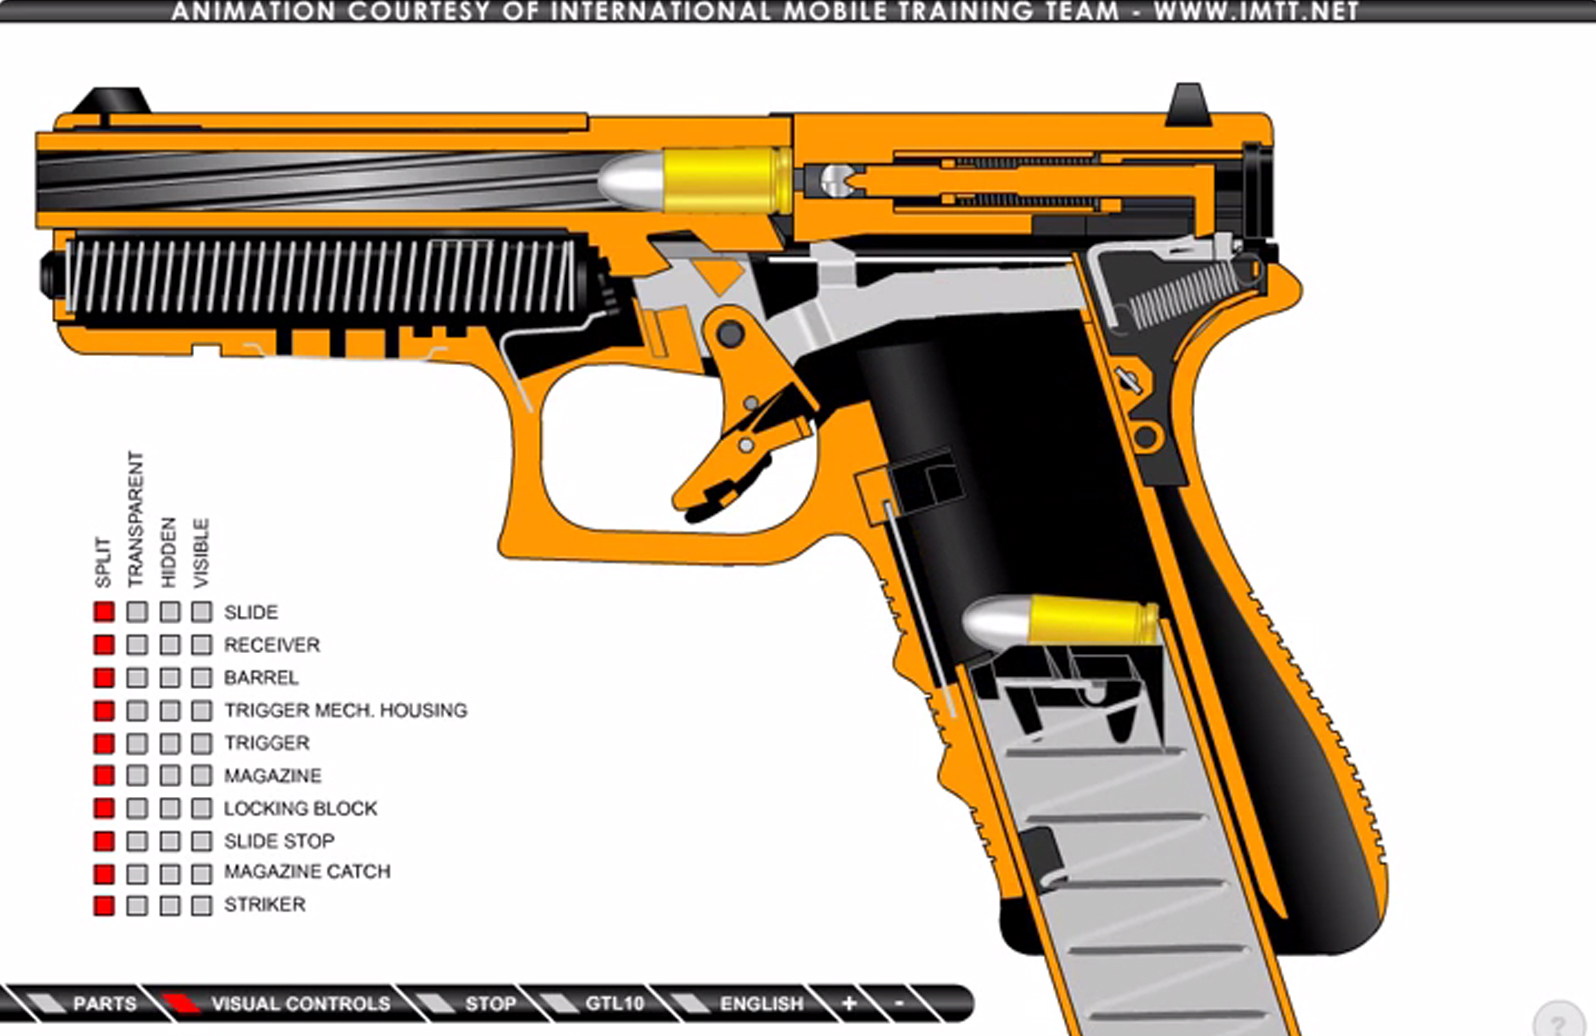 ANIMATION COURTESY OF INTERNATIONAL MOBILE TRAINING TEAM - WWW.IMTT.NET
SPLIT TRANSPARENT HIDDEN VISIBLE
SLIDE
RECEIVER
BARREL
TRIGGER MECH. HOUSING
TRIGGER
MAGAZINE
LOCKING BLOCK
SLIDE STOP
MAGAZINE CATCH
STRIKER
PARTS VISUAL CONTROLS STOP GTL10 ENGLISH + -
?